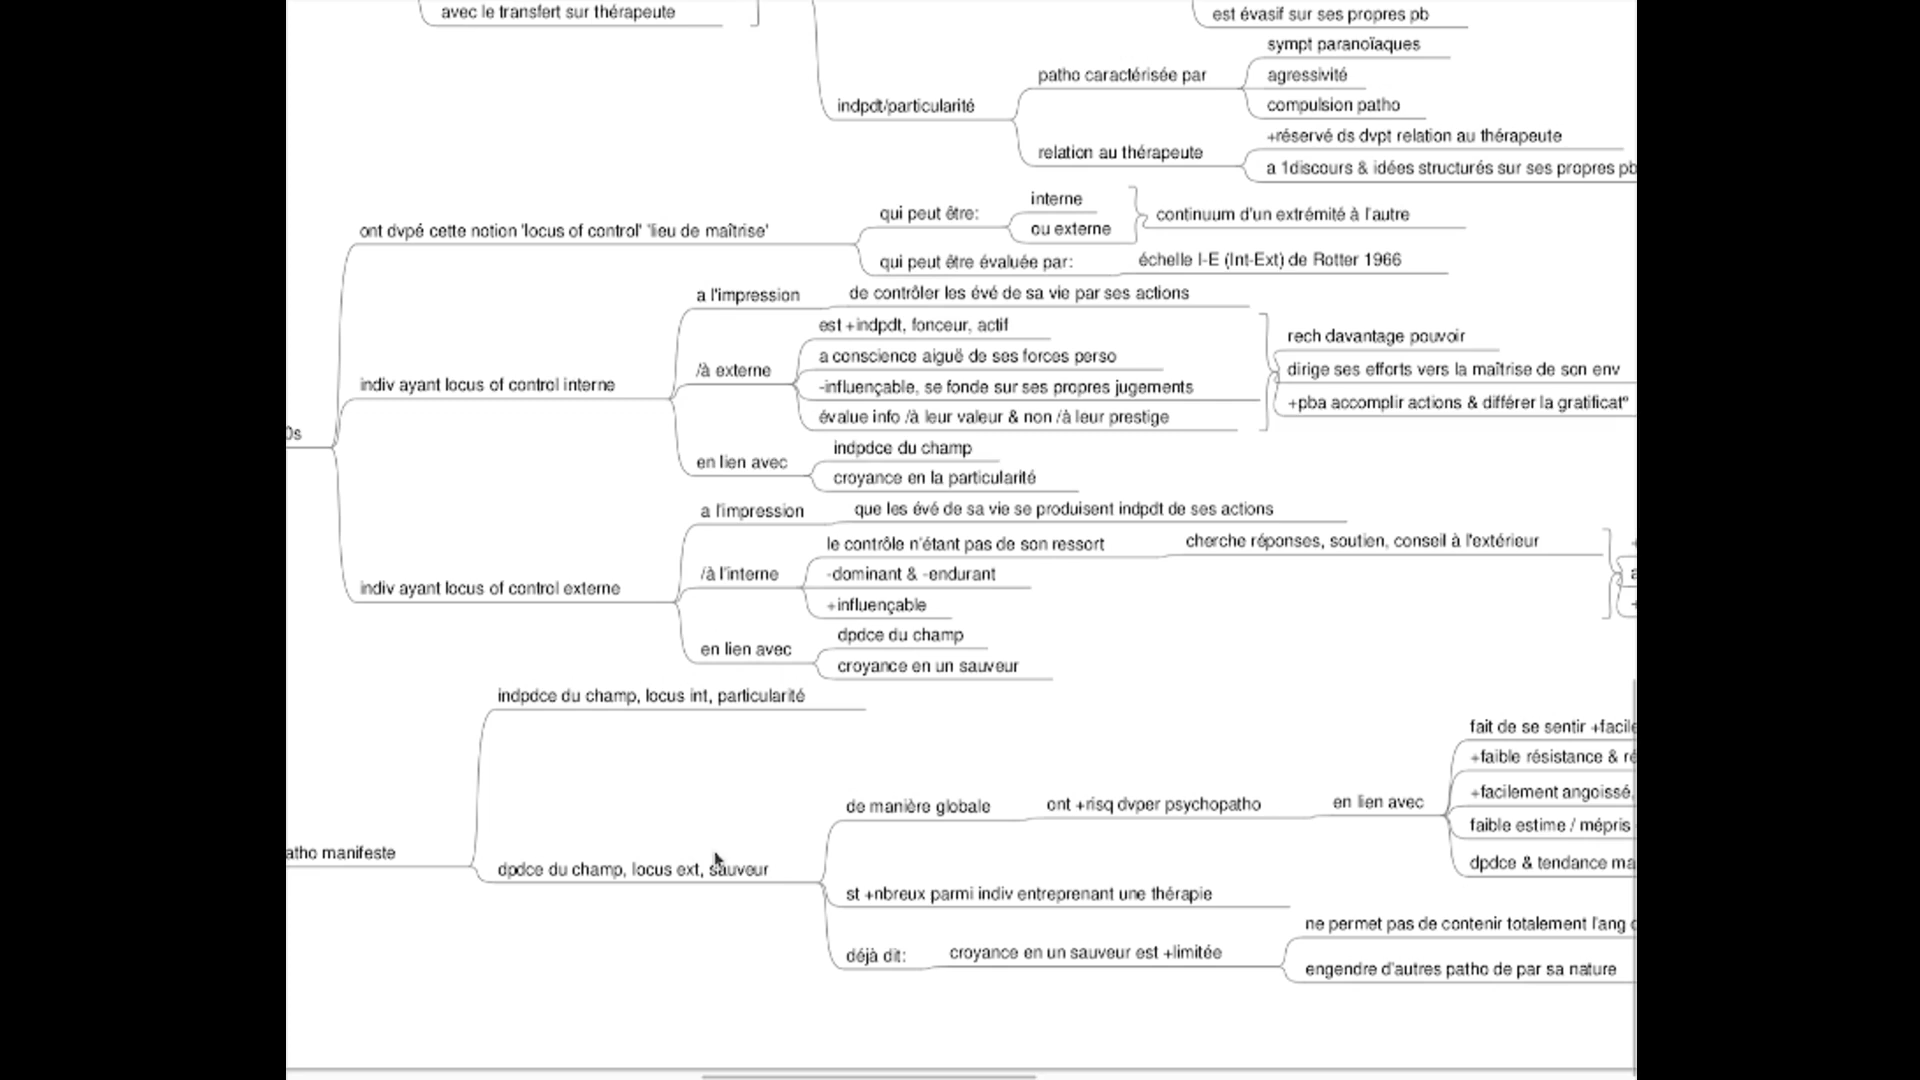 avec le transfert sur thérapeute
est évasif sur ses propres pb
indpdt/particularité
patho caractérisée par
sympt paranoïaques
agressivité
compulsion patho
relation au thérapeute
+réservé ds dvpt relation au thérapeute
a 1discours & idées structurés sur ses propres pb
0s
ont dvpé cette notion 'locus of control' 'lieu de maîtrise'
qui peut être:
interne
ou externe
continuum d'un extrémité à l'autre
qui peut être évaluée par:
échelle I-E (Int-Ext) de Rotter 1966
indiv ayant locus of control interne
a l'impression
de contrôler les évé de sa vie par ses actions
/à externe
est +indpdt, fonceur, actif
a conscience aiguë de ses forces perso
-influençable, se fonde sur ses propres jugements
évalue info /à leur valeur & non /à leur prestige
rech davantage pouvoir
dirige ses efforts vers la maîtrise de son env
+pba accomplir actions & différer la gratificat°
en lien avec
indpdce du champ
croyance en la particularité
indiv ayant locus of control externe
a l'impression
que les évé de sa vie se produisent indpdt de ses actions
/à l'interne
le contrôle n'étant pas de son ressort
cherche réponses, soutien, conseil à l'extérieur
-dominant & -endurant
+influençable
en lien avec
dpdce du champ
croyance en un sauveur
atho manifeste
indpdce du champ, locus int, particularité
dpdce du champ, locus ext, sauveur
de manière globale
ont +risq dvper psychopatho
en lien avec
fait de se sentir +facile
+faible résistance & ré
+facilement angoissé,
faible estime / mépris
dpdce & tendance ma
st +nbreux parmi indiv entreprenant une thérapie
déjà dit:
croyance en un sauveur est +limitée
ne permet pas de contenir totalement l'ang
engendre d'autres patho de par sa nature